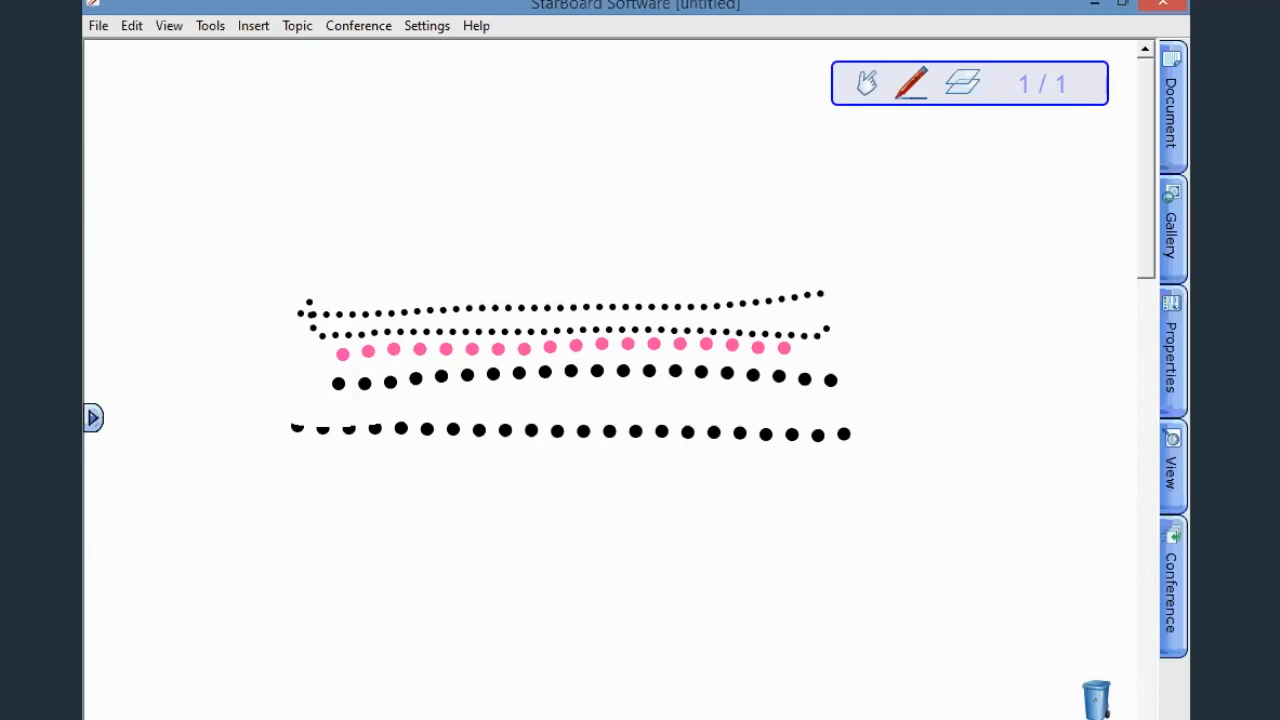 StarBoard Software [untitled]
File Edit View Tools Insert Topic Conference Settings Help
1 / 1
Document
Gallery
Properties
View
Conference